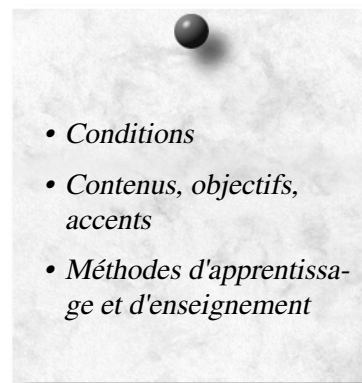 • Conditions
• Contenus, objectifs,
accents
• Méthodes d'apprentissa-
ge et d'enseignement